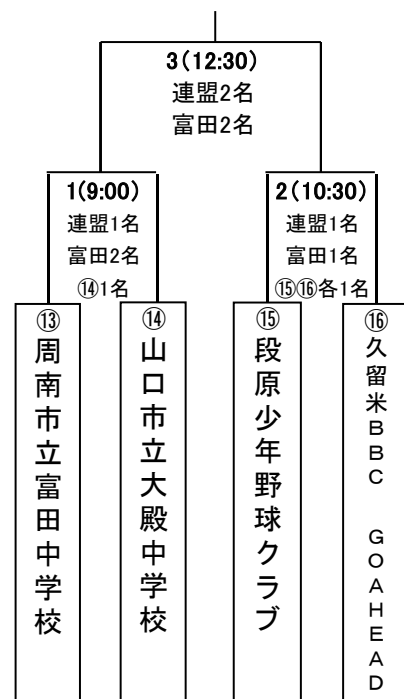 3(12:30)
連盟2名
富田2名
1(9:00)
連盟1名
富田2名
⑭1名
2(10:30)
連盟1名
富田1名
⑮⑯各1名
⑬
周南市立富田中学校
⑭
山口市立大殿中学校
⑮
段原少年野球クラブ
⑯
久留米BBC GOAHEAD